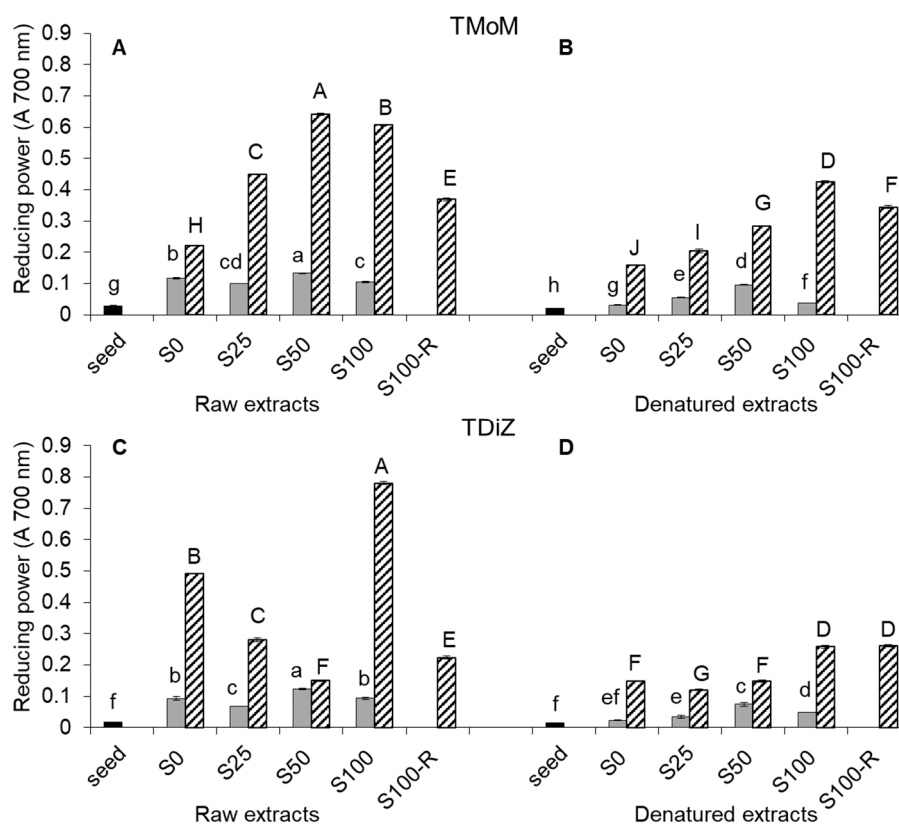 TMoM
A
B
Reducing power (A 700 nm)
0.9
0.8
0.7
0.6
0.5
0.4
0.3
0.2
0.1
0
g
b
H
cd
C
a
A
c
B
E
h
g
J
e
I
d
G
f
D
F
seed
S0
S25
S50
S100
S100-R
seed
S0
S25
S50
S100
S100-R
Raw extracts
Denatured extracts
TDiZ
C
D
Reducing power (A 700 nm)
0.9
0.8
0.7
0.6
0.5
0.4
0.3
0.2
0.1
0
f
b
B
c
C
a
F
b
A
E
f
ef
F
e
G
c
F
d
D
D
seed
S0
S25
S50
S100
S100-R
seed
S0
S25
S50
S100
S100-R
Raw extracts
Denatured extracts